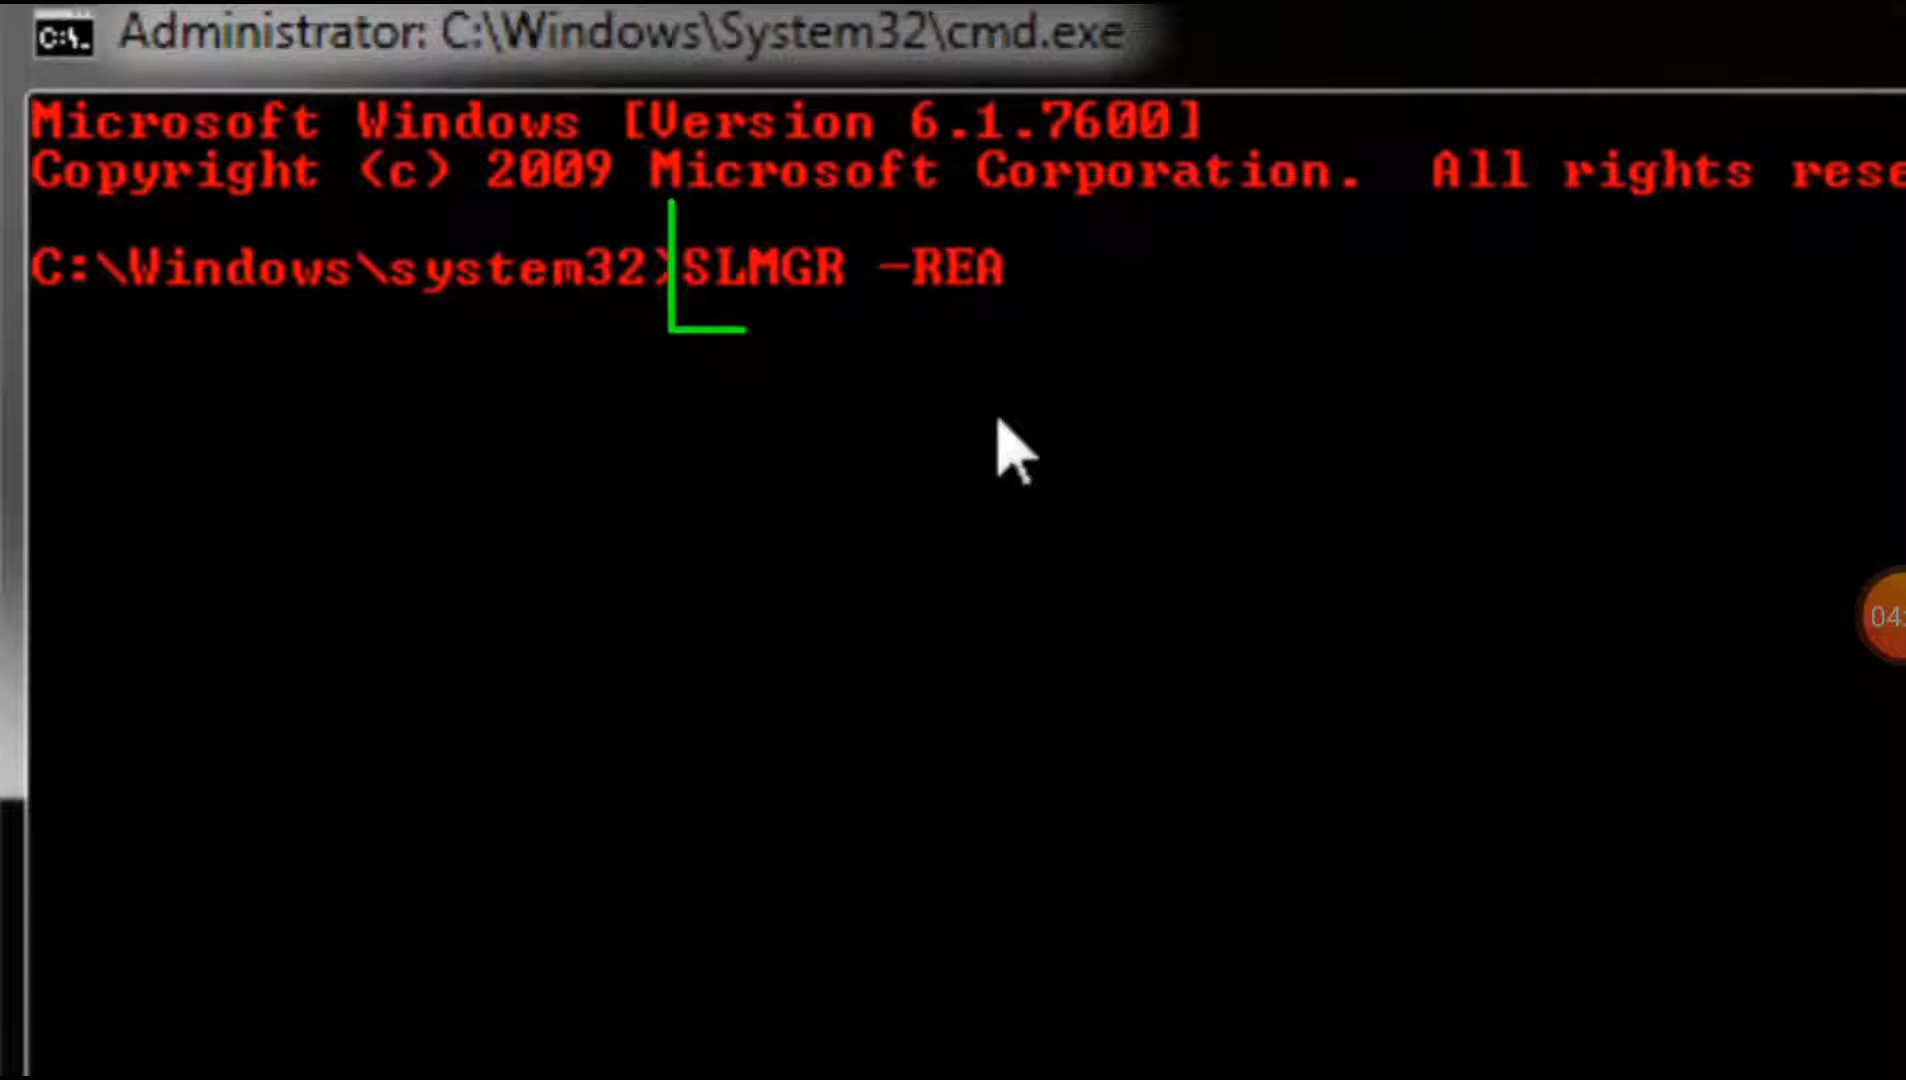 Administrator: C:\Windows\System32\cmd.exe
Microsoft Windows [Version 6.1.7600]
Copyright (c) 2009 Microsoft Corporation.  All rights rese
C:\Windows\system32>SLMGR -REA
04: